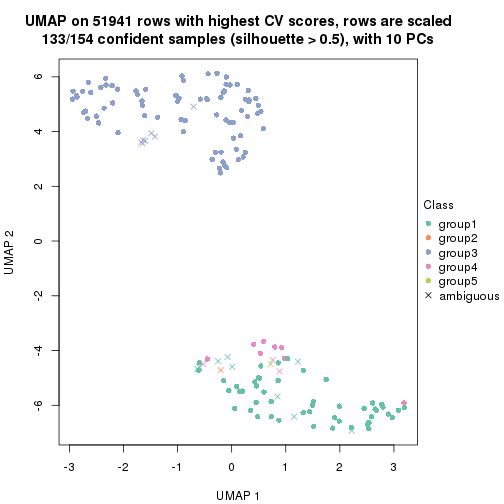 UMAP on 51941 rows with highest CV scores, rows are scaled
133/154 confident samples (silhouette > 0.5), with 10 PCs
6
4
2
0
-2
-4
-6
UMAP 2
-3
-2
-1
0
1
2
3
UMAP 1
Class
group1
group2
group3
group4
group5
ambiguous